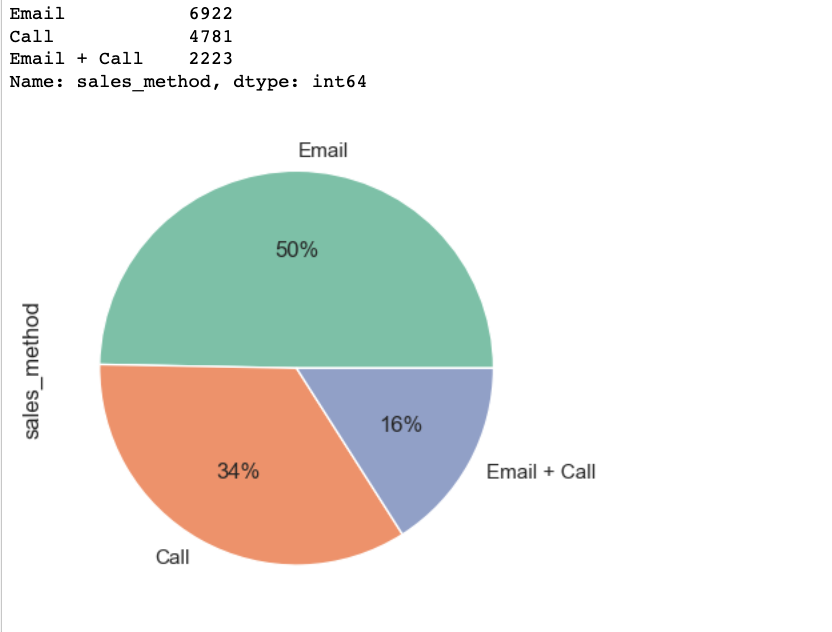 Email 6922
Call 4781
Email + Call 2223
Name: sales_method, dtype: int64
Email
50%
sales_method
16%
34%
Email + Call
Call